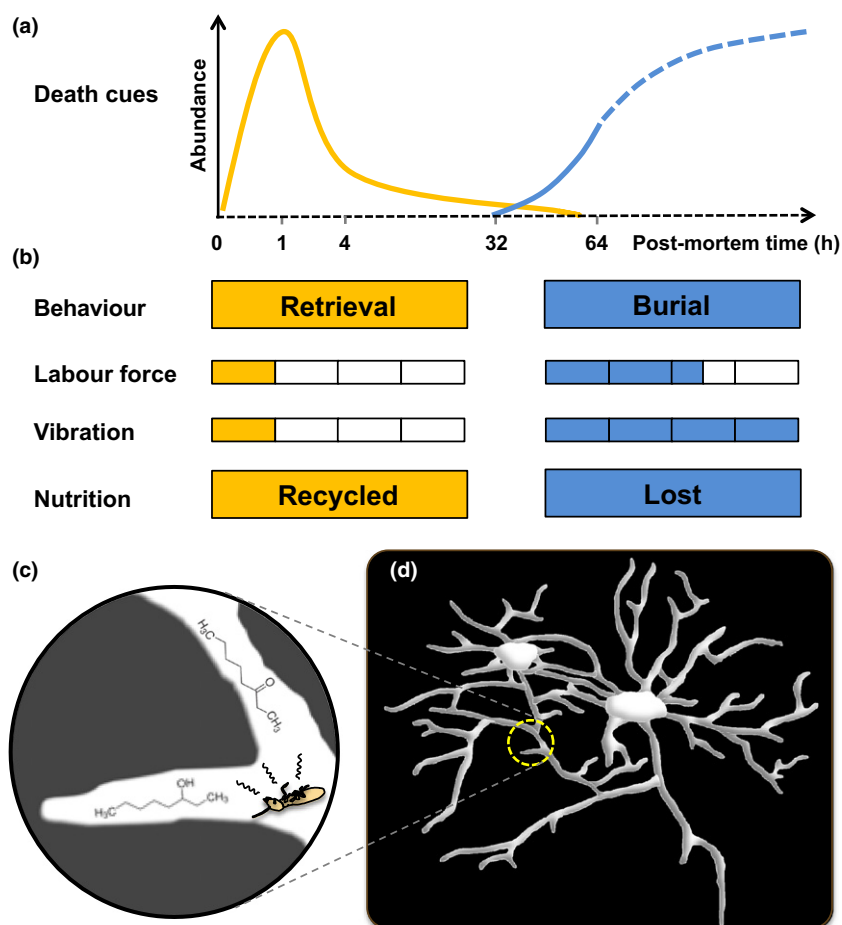 (a)
Death cues
Abundance
0 1 4 32 64 Post-mortem time (h)
(b)
Behaviour Retrieval Burial
Labour force
Vibration
Nutrition Recycled Lost
(c) (d)
H₃C
O
CH₃
OH
H₃C CH₃